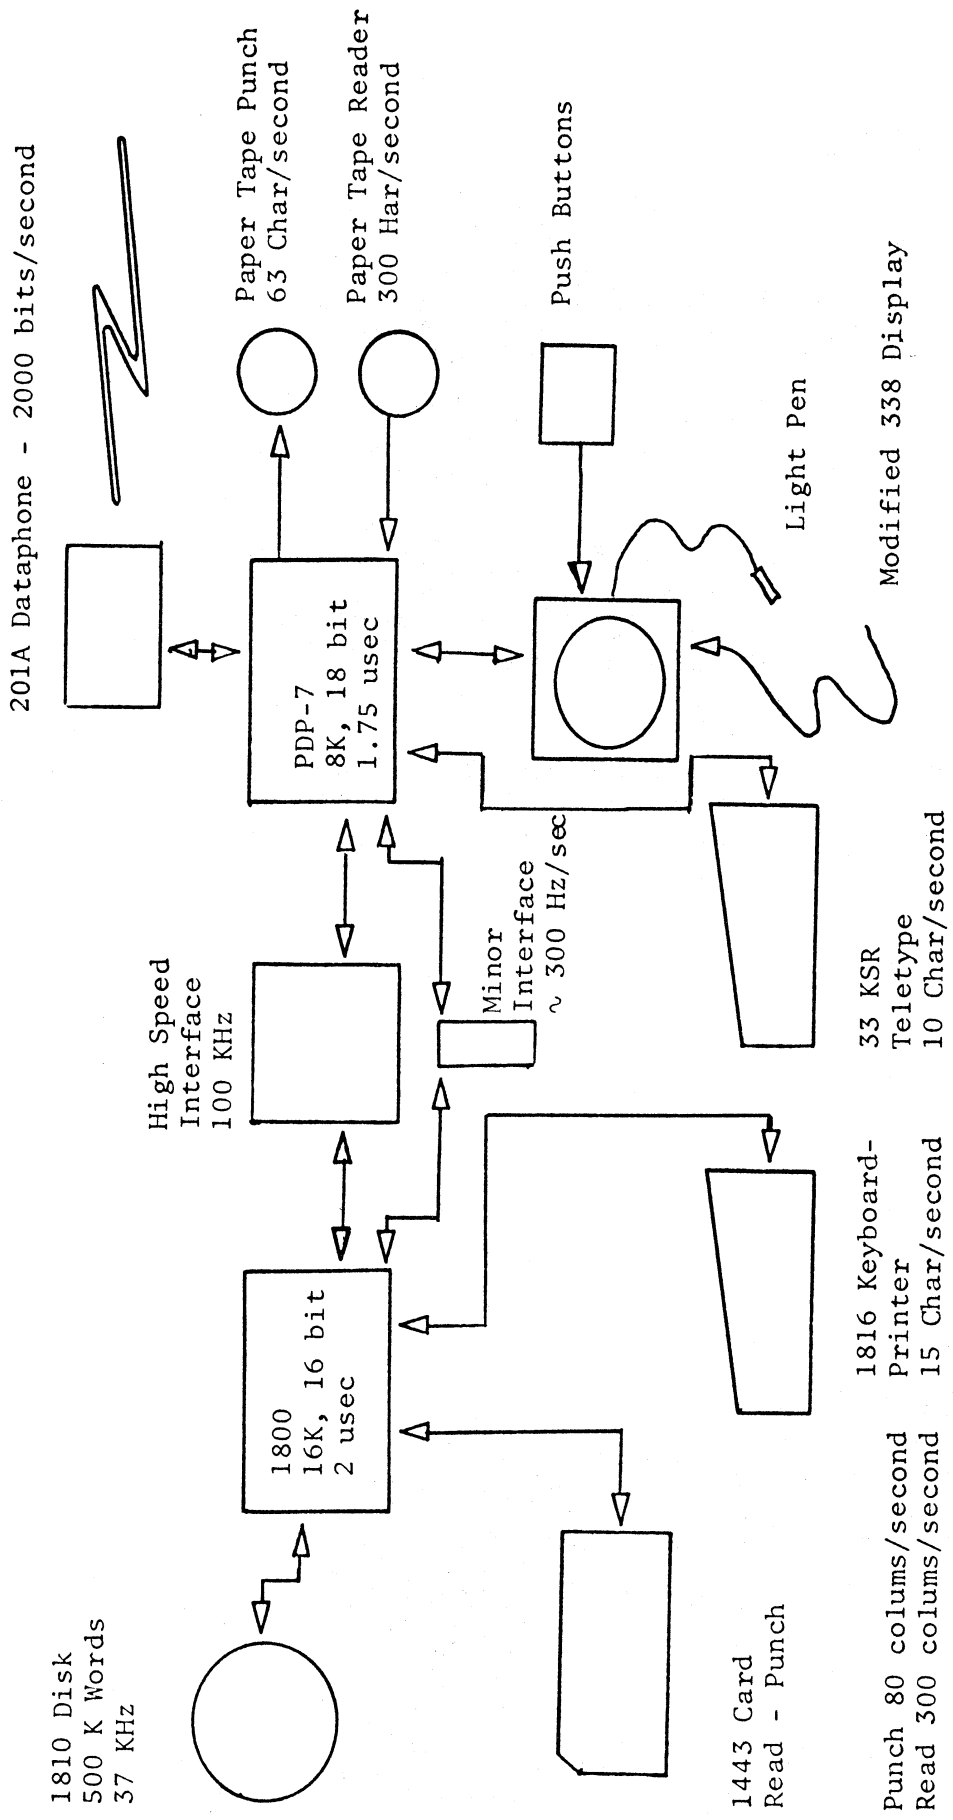 201A Dataphone - 2000 bits/second
Paper Tape Punch
63 Char/second
Paper Tape Reader
300 Har/second
High Speed
Interface
100 KHz
PDP-7
8K, 18 bit
1.75 usec
1810 Disk
500 K Words
37 KHz
1800
16K, 16 bit
2 usec
Minor
Interface
~ 300 Hz/sec
Push Buttons
Light Pen
Modified 338 Display
1443 Card
Read - Punch
Punch 80 colums/second
Read 300 colums/second
1816 Keyboard-
Printer
15 Char/second
33 KSR
Teletype
10 Char/second